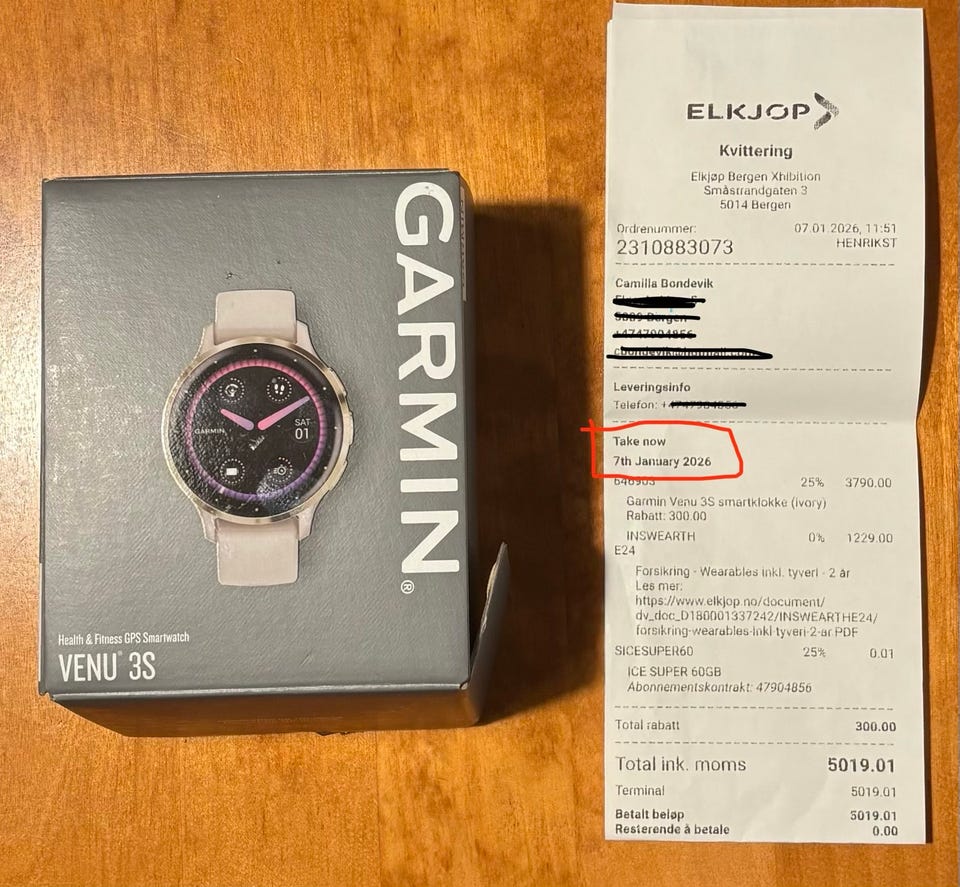 GARMIN®
GARMIN
SAT
01
Health & Fitness GPS Smartwatch
VENU® 3S
ELKJØP
Kvittering
Elkjøp Bergen Xhibition
Småstrandgaten 3
5014 Bergen
Ordrenummer: 07.01.2026, 11:51
2310883073 HENRIKST
Camilla Bondevik
Leveringsinfo
Telefon:
Take now
7th January 2026
646903 25% 3790.00
Garmin Venu 3S smartklokke (ivory)
Rabatt: 300.00
INSWEARTH 0% 1229.00
E24
Forsikring - Wearables inkl. tyveri - 2 år
Les mer:
https://www.elkjop.no/document/
dv_doc_D180001337242/INSWEARTHE24/
forsikring-wearables-inkl-tyveri-2-ar.PDF
SICESUPER60 25% 0.01
ICE SUPER 60GB
Abonnementskontrakt: 47904856
Total rabatt 300.00
Total ink. moms 5019.01
Terminal 5019.01
Betalt beløp 5019.01
Resterende å betale 0.00